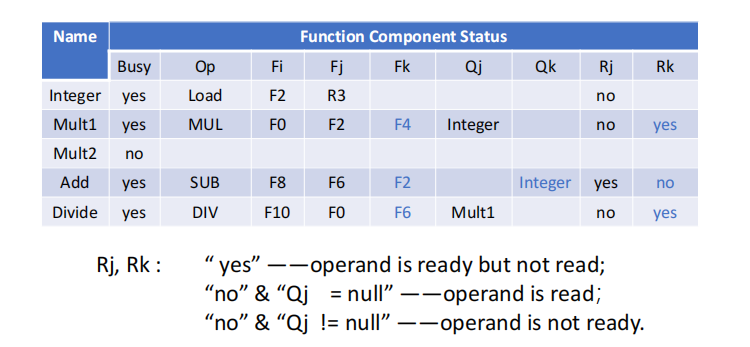 Name Function Component Status
Busy Op Fi Fj Fk Qj Qk Rj Rk
Integer yes Load F2 R3 no
Mult1 yes MUL F0 F2 F4 Integer no yes
Mult2 no
Add yes SUB F8 F6 F2 Integer yes no
Divide yes DIV F10 F0 F6 Mult1 no yes
Rj, Rk : “ yes” ——operand is ready but not read;
“no” & “Qj = null” ——operand is read;
“no” & “Qj != null” ——operand is not ready.